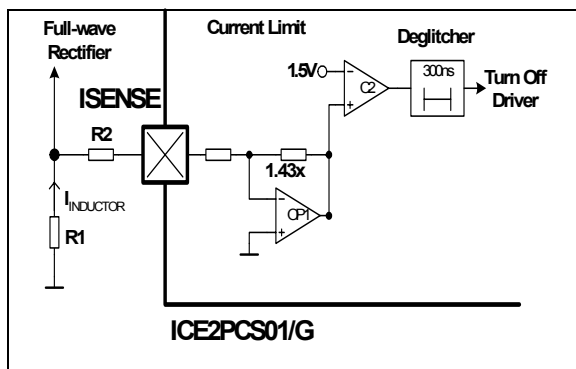 Full-wave
Rectifier
Current Limit
Deglitcher
1.5V
C2
300ns
Turn Off
Driver
ISENSE
R2
1.43x
IINDUCTOR
OP1
R1
ICE2PCS01/G